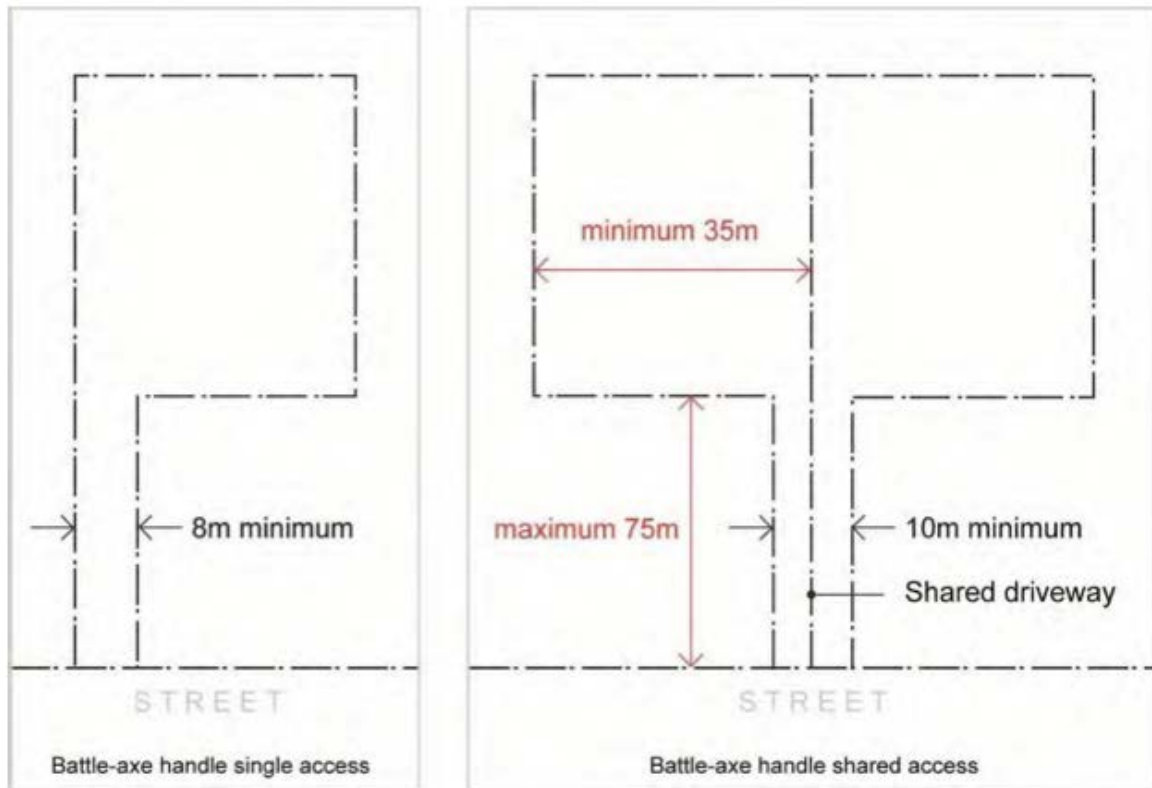 minimum 35m
8m minimum
maximum 75m
10m minimum
Shared driveway
STREET
STREET
Battle-axe handle single access
Battle-axe handle shared access